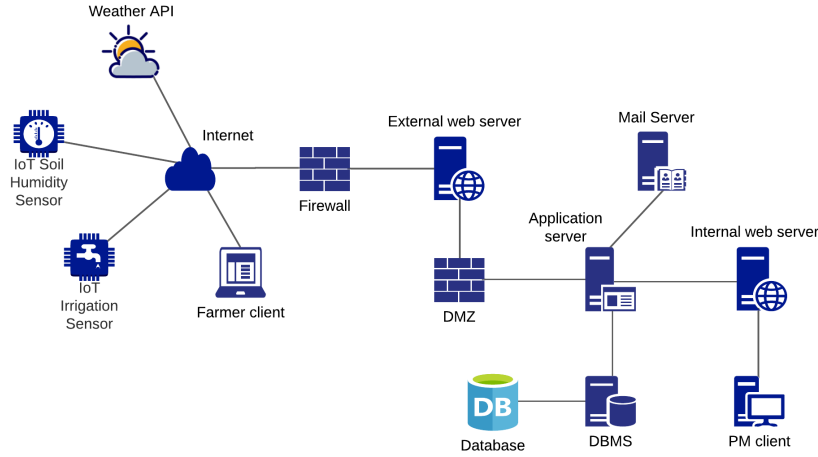 Weather API
Internet
IoT Soil
Humidity
Sensor
IoT
Irrigation
Sensor
Farmer client
Firewall
External web server
Mail Server
Application
server
Internal web server
DMZ
DB
Database
DBMS
PM client